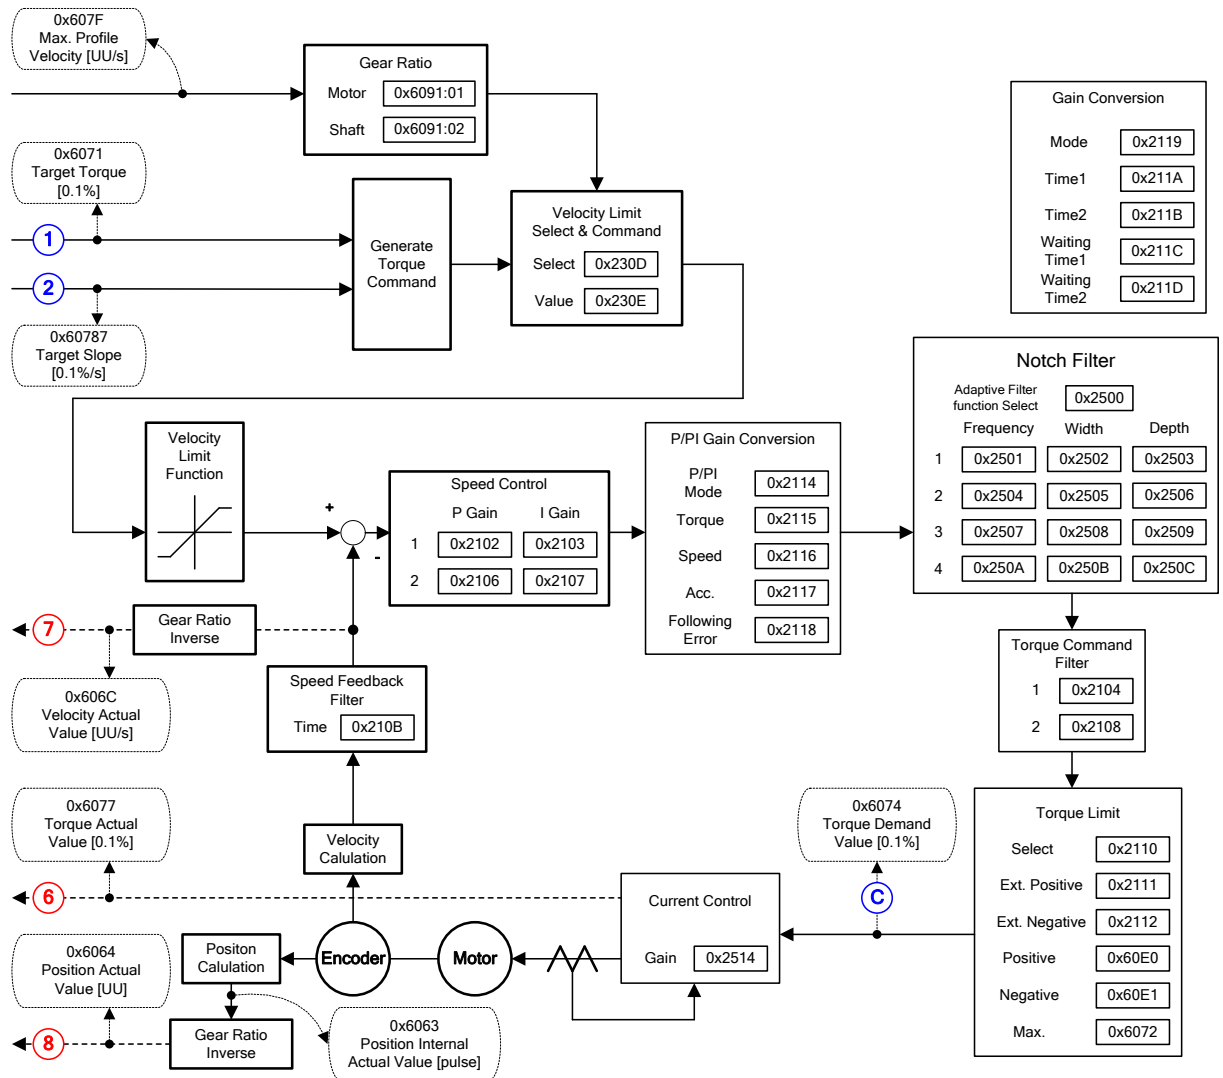 0x607F
Max. Profile
Velocity [UU/s]
Gear Ratio
Motor 0x6091:01
Shaft 0x6091:02
Gain Conversion
Mode 0x2119
Time1 0x211A
Time2 0x211B
Waiting
Time1 0x211C
Waiting
Time2 0x211D
0x6071
Target Torque
[0.1%]
1
2
Generate
Torque
Command
Velocity Limit
Select & Command
Select 0x230D
Value 0x230E
0x60787
Target Slope
[0.1%/s]
Velocity
Limit
Function
+
-
Speed Control
P Gain I Gain
1 0x2102 0x2103
2 0x2106 0x2107
P/PI Gain Conversion
P/PI
Mode 0x2114
Torque 0x2115
Speed 0x2116
Acc. 0x2117
Following
Error 0x2118
Notch Filter
Adaptive Filter
function Select 0x2500
Frequency Width Depth
1 0x2501 0x2502 0x2503
2 0x2504 0x2505 0x2506
3 0x2507 0x2508 0x2509
4 0x250A 0x250B 0x250C
7
Gear Ratio
Inverse
0x606C
Velocity Actual
Value [UU/s]
Speed Feedback
Filter
Time 0x210B
Torque Command
Filter
1 0x2104
2 0x2108
0x6077
Torque Actual
Value [0.1%]
Velocity
Calulation
0x6074
Torque Demand
Value [0.1%]
Torque Limit
Select 0x2110
Ext. Positive 0x2111
Ext. Negative 0x2112
Positive 0x60E0
Negative 0x60E1
Max. 0x6072
6
C
Current Control
Gain 0x2514
Motor
Encoder
Positon
Calulation
0x6064
Position Actual
Value [UU]
8
Gear Ratio
Inverse
0x6063
Position Internal
Actual Value [pulse]